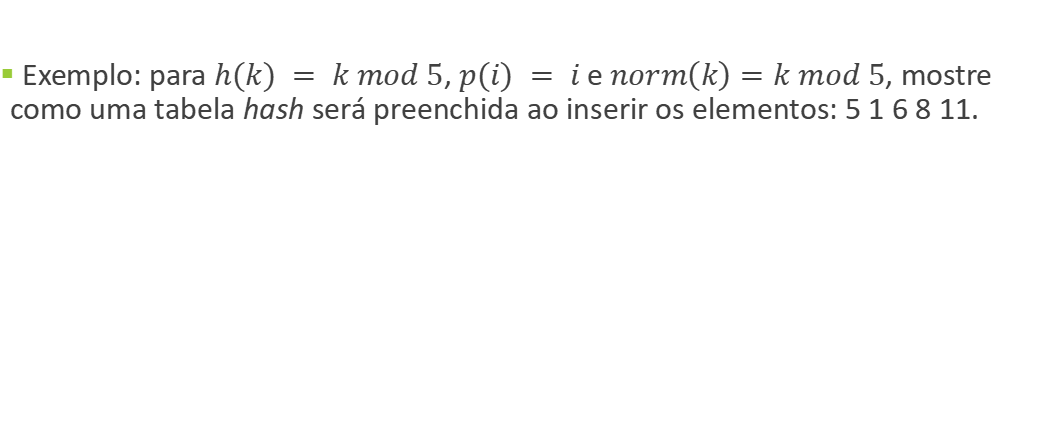 Exemplo: para h(k) = k mod 5, p(i) = i e norm(k) = k mod 5, mostre
como uma tabela hash será preenchida ao inserir os elementos: 5 1 6 8 11.